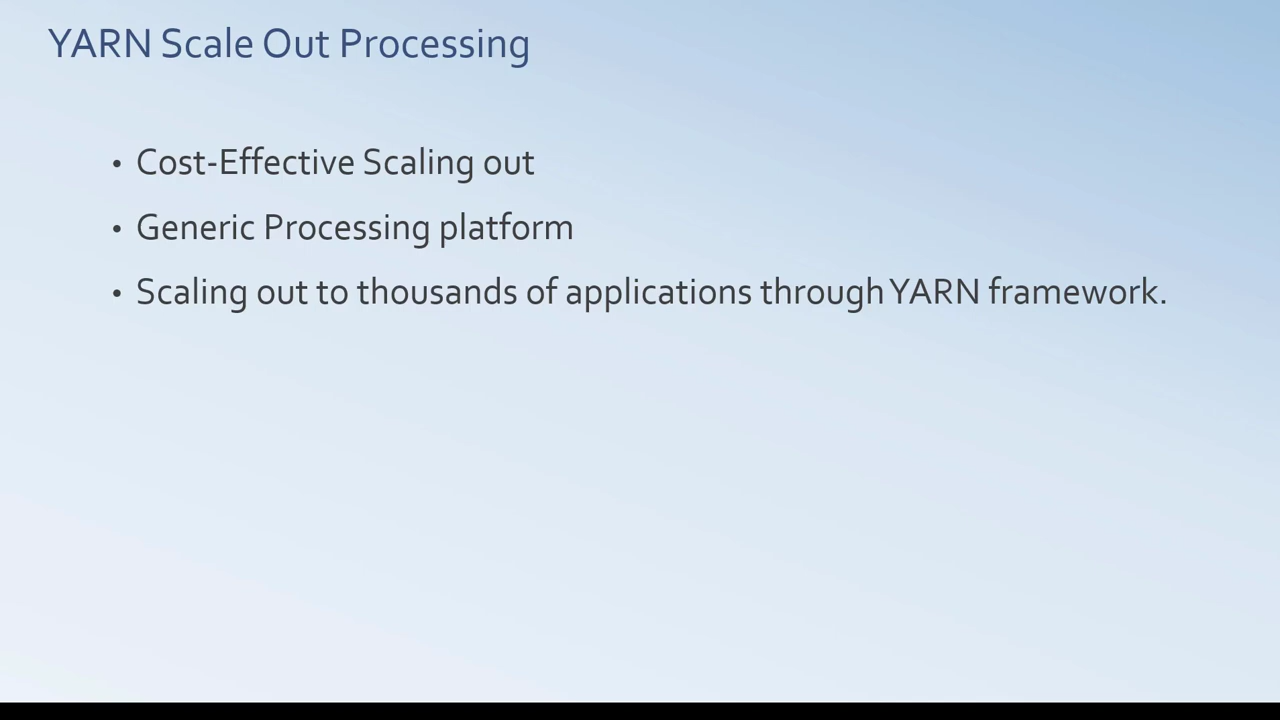 YARN Scale Out Processing
• Cost-Effective Scaling out
• Generic Processing platform
• Scaling out to thousands of applications through YARN framework.